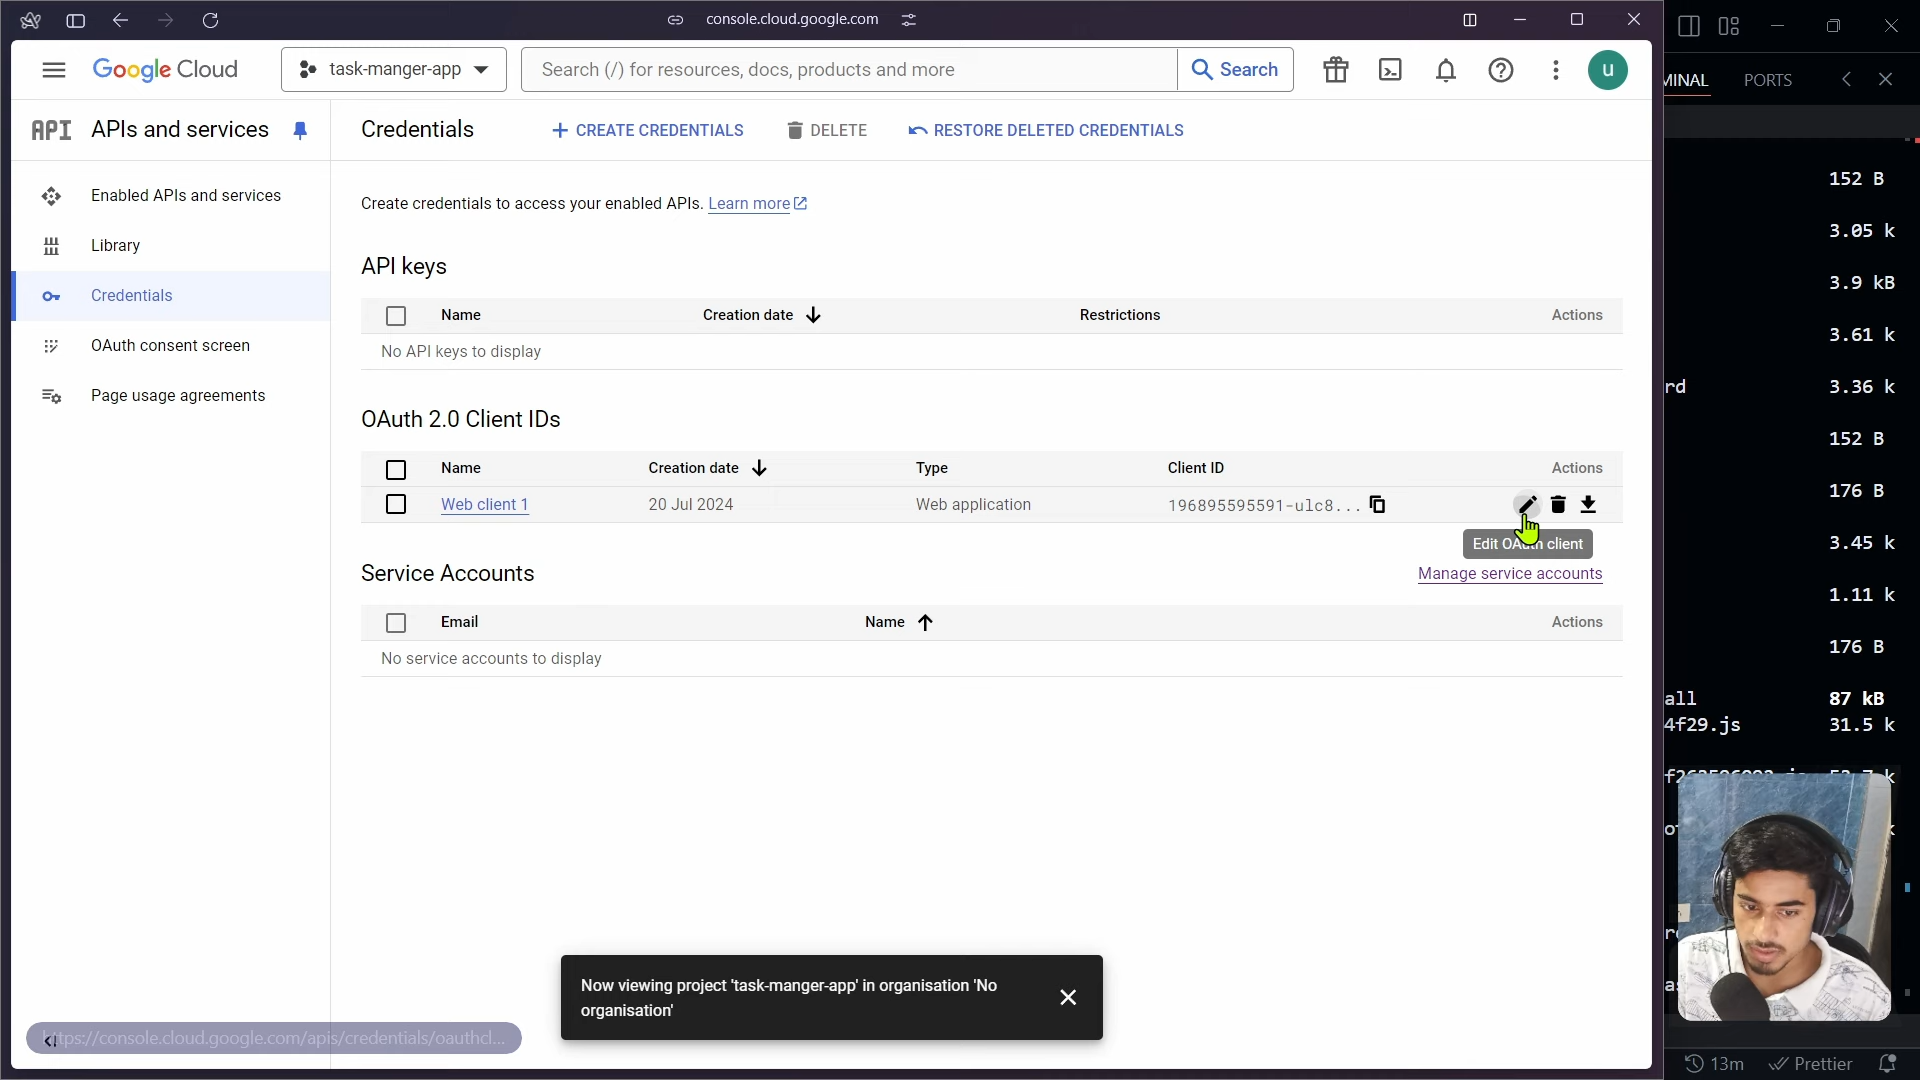 console.cloud.google.com
Google Cloud
task-manger-app
Search (/) for resources, docs, products and more
Search
u
API
APIs and services
Enabled APIs and services
Library
Credentials
OAuth consent screen
Page usage agreements
Credentials
CREATE CREDENTIALS
DELETE
RESTORE DELETED CREDENTIALS
Create credentials to access your enabled APIs. Learn more
API keys
Name
Creation date
Restrictions
Actions
No API keys to display
OAuth 2.0 Client IDs
Name
Creation date
Type
Client ID
Actions
Web client 1
20 Jul 2024
Web application
196895595591-ulc8...
Edit OAuth client
Service Accounts
Manage service accounts
Email
Name
Actions
No service accounts to display
Now viewing project 'task-manger-app' in organisation 'No
organisation'
https://console.cloud.google.com/apis/credentials/oauthcl...
MINAL
PORTS
152 B
3.05 k
3.9 kB
3.61 k
rd 3.36 k
152 B
176 B
3.45 k
1.11 k
176 B
all 87 kB
4f29.js 31.5 k
13m
Prettier